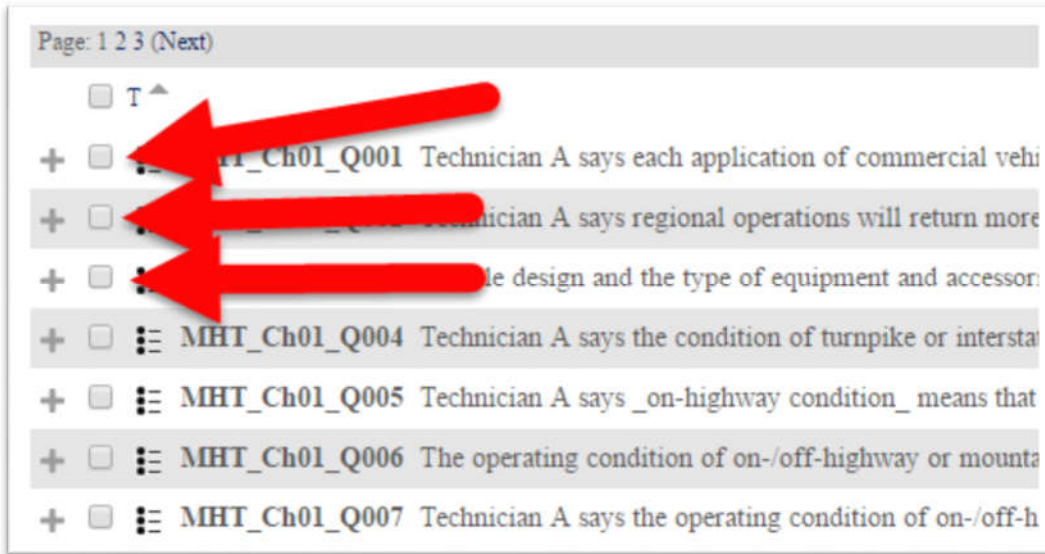 Page: 1 2 3 (Next)
T
Ch01_Q001 Technician A says each application of commercial vehi
A says regional operations will return more
design and the type of equipment and accessor
MHT_Ch01_Q004 Technician A says the condition of turnpike or intersta
MHT_Ch01_Q005 Technician A says _on-highway condition_ means that
MHT_Ch01_Q006 The operating condition of on-/off-highway or mounta
MHT_Ch01_Q007 Technician A says the operating condition of on-/off-h